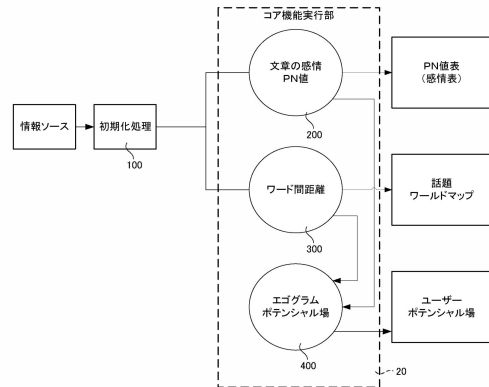 コア機能実行部
文章の感情
PN値
200
PN値表
(感情表)
情報ソース
初期化処理
100
ワード間距離
300
話題
ワールドマップ
エゴグラム
ポテンシャル場
400
ユーザー
ポテンシャル場
20